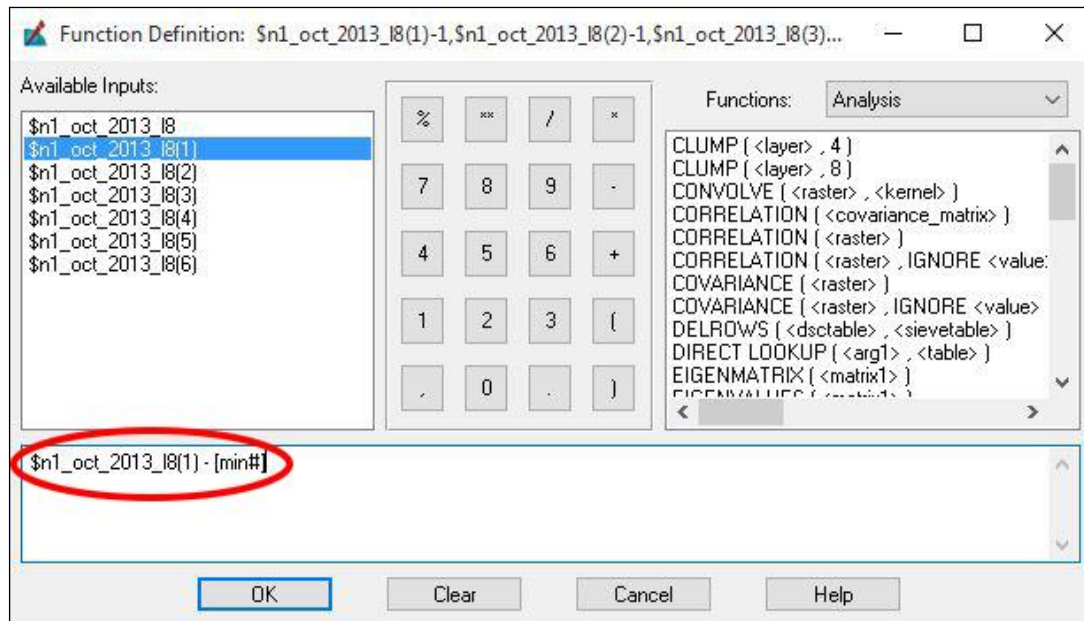 Function Definition: $n1_oct_2013_l8(1)-1,$n1_oct_2013_l8(2)-1,$n1_oct_2013_l8(3)...
Available Inputs:
$n1_oct_2013_l8
$n1_oct_2013_l8(1)
$n1_oct_2013_l8(2)
$n1_oct_2013_l8(3)
$n1_oct_2013_l8(4)
$n1_oct_2013_l8(5)
$n1_oct_2013_l8(6)
% ** / *
7 8 9 -
4 5 6 +
1 2 3 (
, 0 . )
Functions: Analysis
CLUMP ( <layer> , 4 )
CLUMP ( <layer> , 8 )
CONVOLVE ( <raster> , <kernel> )
CORRELATION ( <covariance_matrix> )
CORRELATION ( <raster> )
CORRELATION ( <raster> , IGNORE <value:
COVARIANCE ( <raster> )
COVARIANCE ( <raster> , IGNORE <value>
DELROWS ( <dsctable> , <sievetable> )
DIRECT LOOKUP ( <arg1> , <table> )
EIGENMATRIX ( <matrix1> )
EIGENVALUES ( <matrix1> )
$n1_oct_2013_l8(1) - [min#]
OK Clear Cancel Help